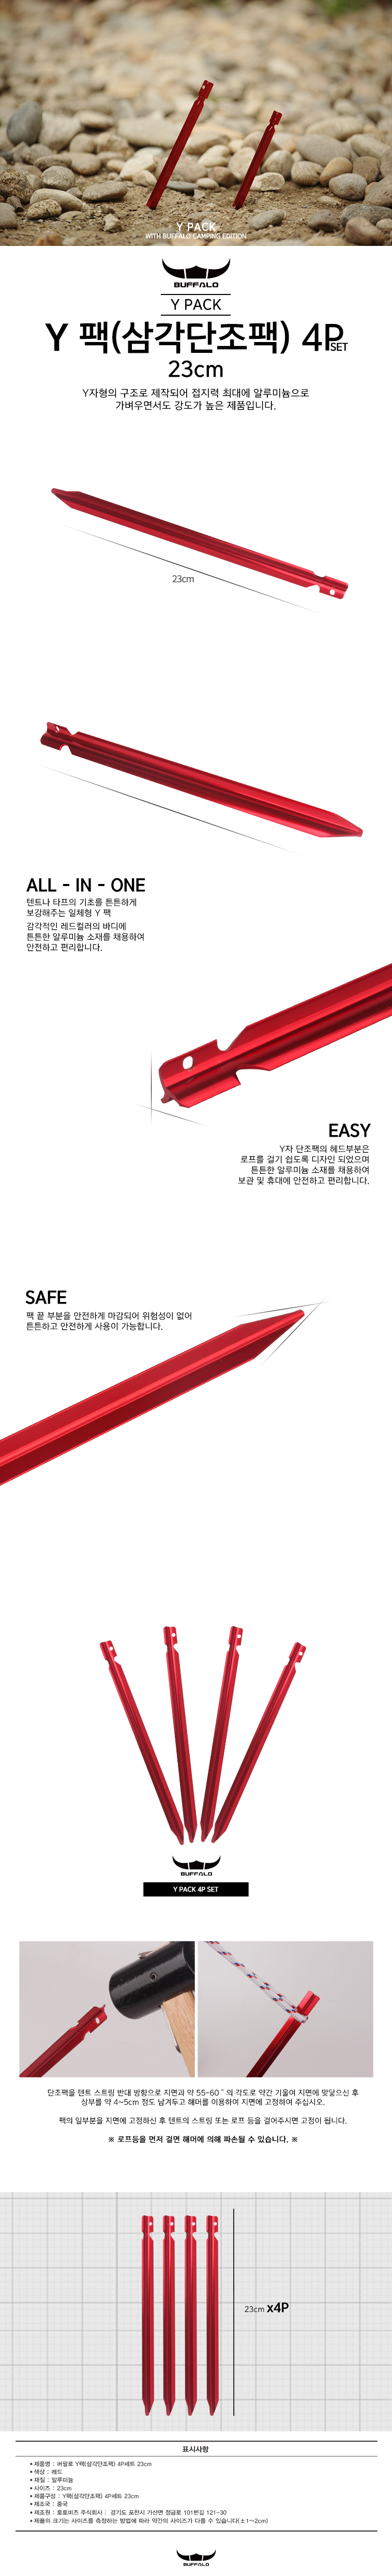 Y PACK
WITH BUFFALO CAMPING EDITION
BUFFALO
Y PACK
Y 팩(삼각단조팩) 4P SET
23cm
Y자형의 구조로 제작되어 접지력 최대에 알루미늄으로
가벼우면서도 강도가 높은 제품입니다.
23cm
ALL - IN - ONE
텐트나 타프의 기초를 튼튼하게
보강해주는 일체형 Y 팩
감각적인 레드컬러의 바디에
튼튼한 알루미늄 소재를 채용하여
안전하고 편리합니다.
EASY
Y자 단조팩의 헤드부분은
로프를 걸기 쉽도록 디자인 되었으며
튼튼한 알루미늄 소재를 채용하여
보관 및 휴대에 안전하고 편리합니다.
SAFE
팩 끝 부분을 안전하게 마감되어 위험성이 없어
튼튼하고 안전하게 사용이 가능합니다.
BUFFALO
Y PACK 4P SET
단조팩을 텐트 스트링 반대 방향으로 지면과 약 55-60 ° 의 각도로 약간 기울여 지면에 맞닿으신 후
상부를 약 4~5cm 정도 남겨두고 해머를 이용하여 지면에 고정하여 주십시오.
팩의 일부분을 지면에 고정하신 후 텐트의 스트링 또는 로프 등을 걸어주시면 고정이 됩니다.
※ 로프등을 먼저 걸면 해머에 의해 파손될 수 있습니다. ※
23cm x4P
표시사항
• 제품명 : 버팔로 Y팩(삼각단조팩) 4P세트 23cm
• 색상 : 레드
• 재질 : 알루미늄
• 사이즈 : 23cm
• 제품구성 : Y팩(삼각단조팩) 4P세트 23cm
• 제조국 : 중국
• 제조원 : 토토비즈 주식회사 | 경기도 포천시 가산면 정금로 101번길 121-30
• 제품의 크기는 사이즈를 측정하는 방법에 따라 약간의 사이즈가 다를 수 있습니다(±1~2cm)
BUFFALO